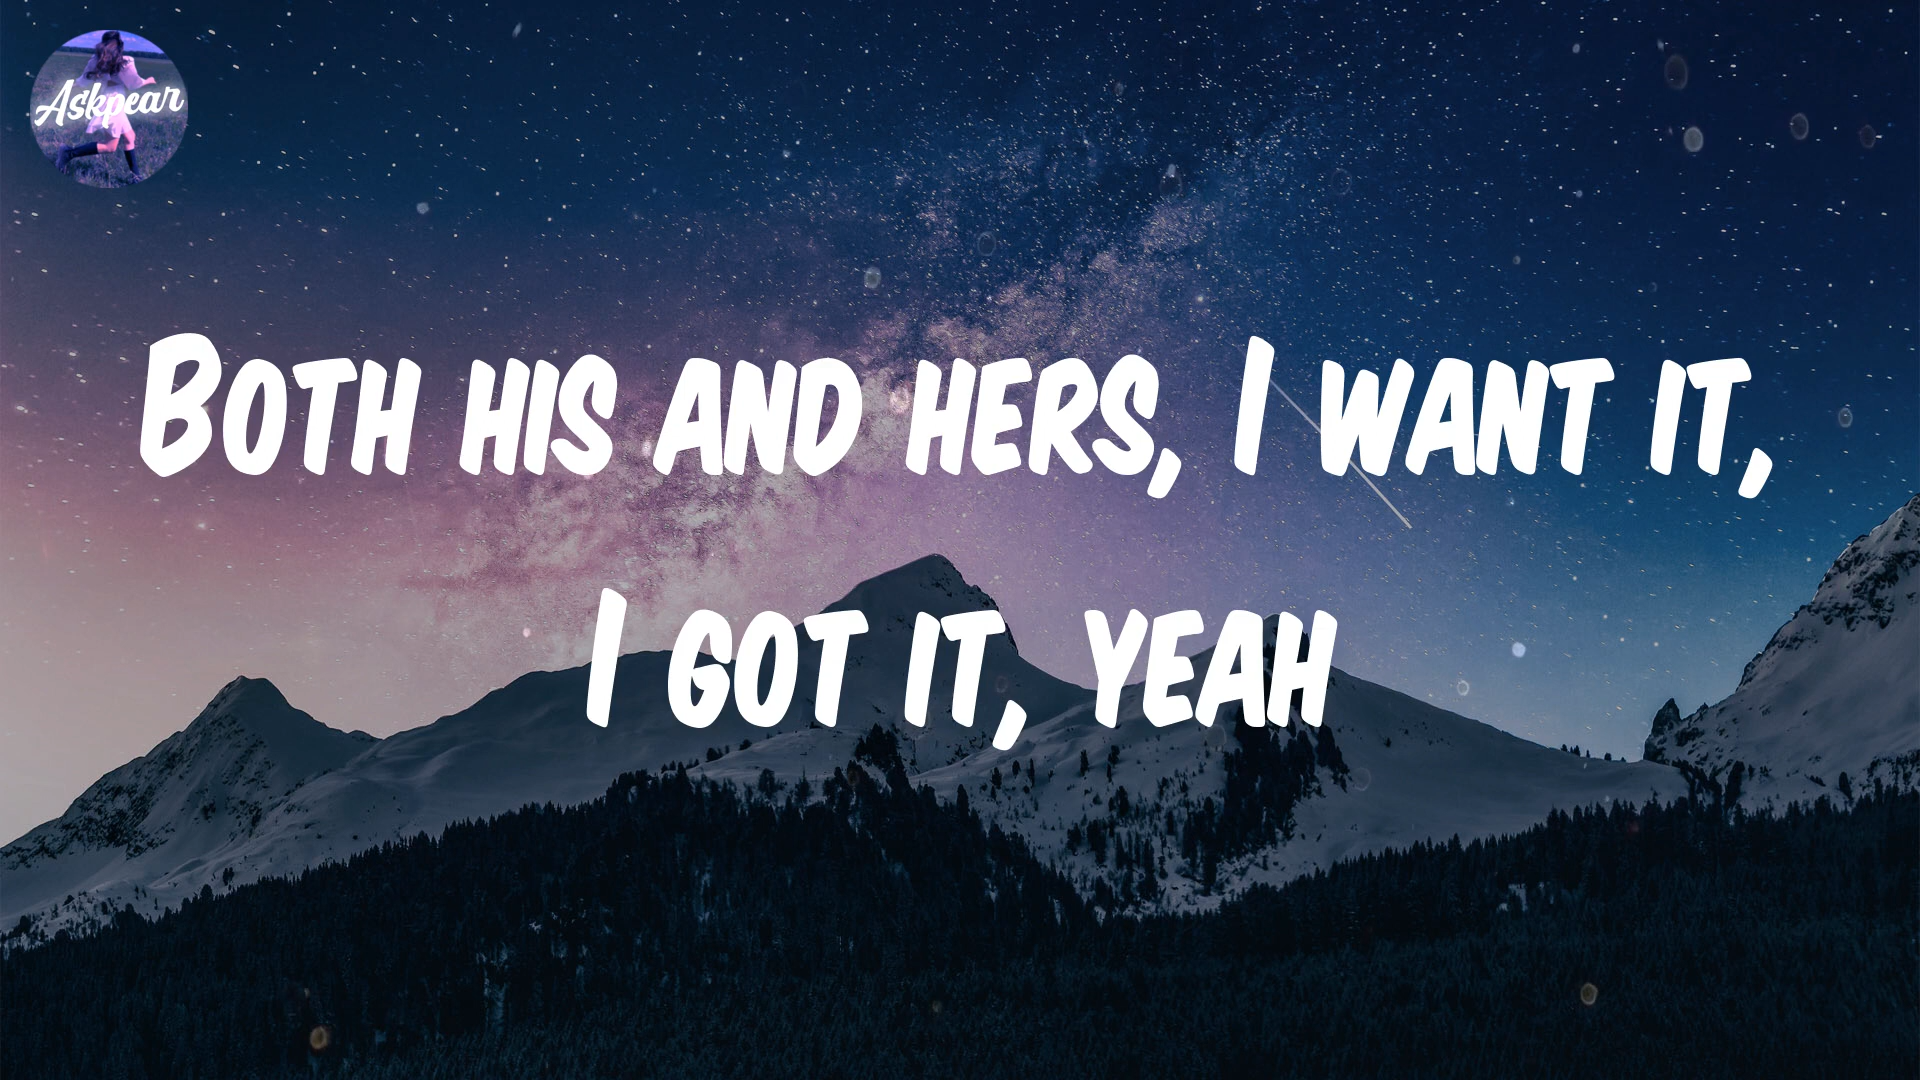 Askpear
BOTH HIS AND HERS, I WANT IT,
I GOT IT, YEAH